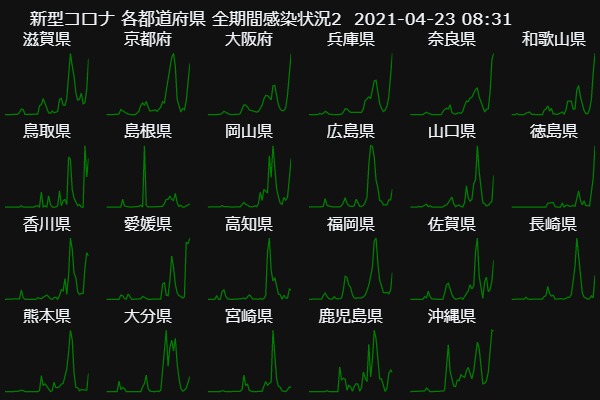 新型コロナ 各都道府県 全期間感染状況2 2021-04-23 08:31
滋賀県 京都府 大阪府 兵庫県 奈良県 和歌山県
鳥取県 島根県 岡山県 広島県 山口県 徳島県
香川県 愛媛県 高知県 福岡県 佐賀県 長崎県
熊本県 大分県 宮崎県 鹿児島県 沖縄県